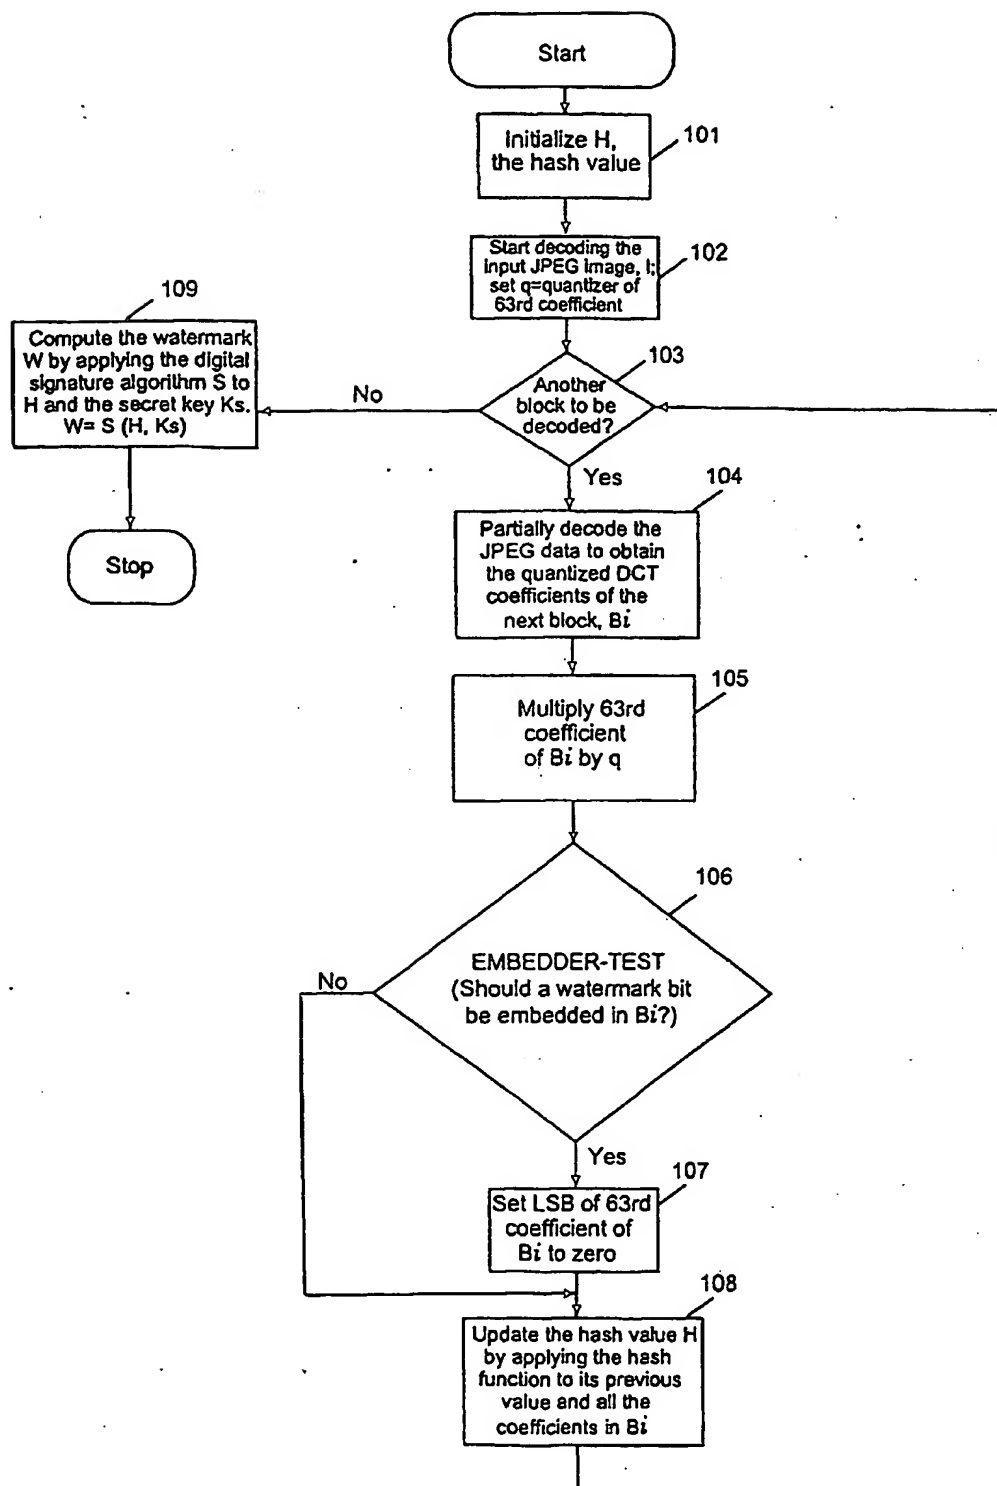 Start
Initialize H,
the hash value
101
Start decoding the
input JPEG image, I;
set q=quantizer of
63rd coefficient
102
109
Compute the watermark
W by applying the digital
signature algorithm S to
H and the secret key Ks.
W= S (H, Ks)
No
Another
block to be
decoded?
103
Yes
Stop
104
Partially decode the
JPEG data to obtain
the quantized DCT
coefficients of the
next block, Bi
105
Multiply 63rd
coefficient
of Bi by q
106
EMBEDDER-TEST
(Should a watermark bit
be embedded in Bi?)
No
Yes
107
Set LSB of 63rd
coefficient of
Bi to zero
108
Update the hash value H
by applying the hash
function to its previous
value and all the
coefficients in Bi